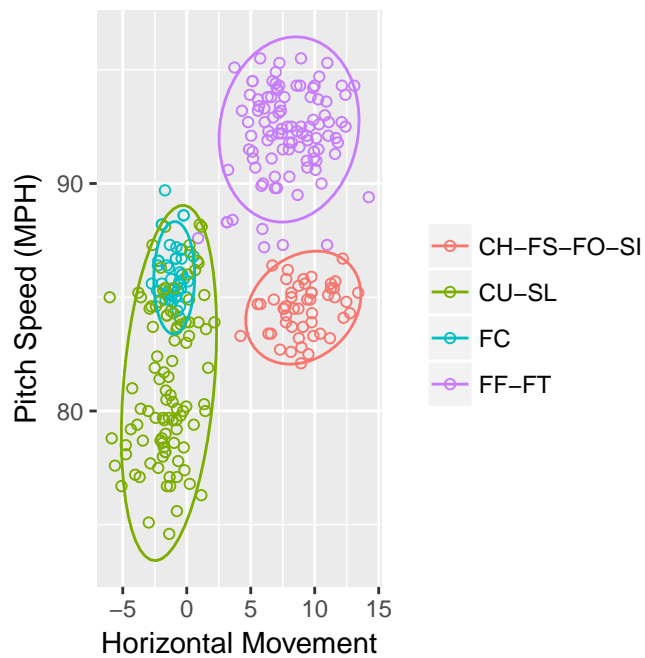 90
80
Pitch Speed (MPH)
−5 0 5 10 15
Horizontal Movement
CH−FS−FO−SI
CU−SL
FC
FF−FT